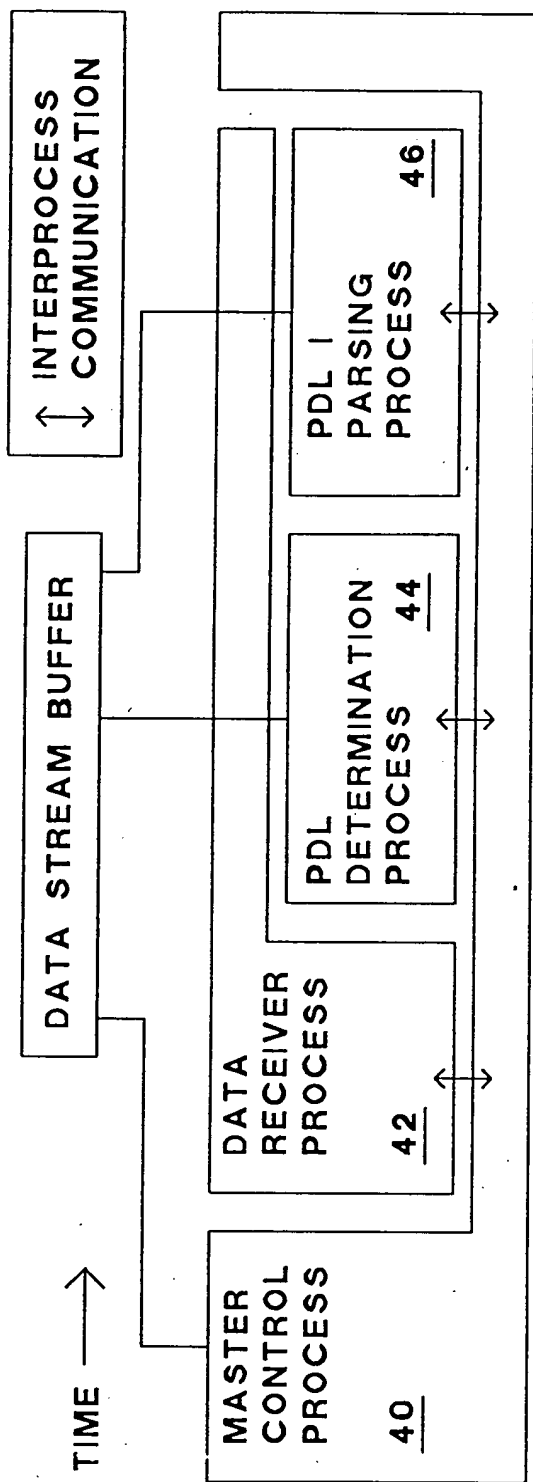 TIME
DATA STREAM BUFFER
INTERPROCESS
COMMUNICATION
MASTER
CONTROL
PROCESS
40
DATA
RECEIVER
PROCESS
42
PDL
DETERMINATION
PROCESS
44
PDL I
PARSING
PROCESS
46